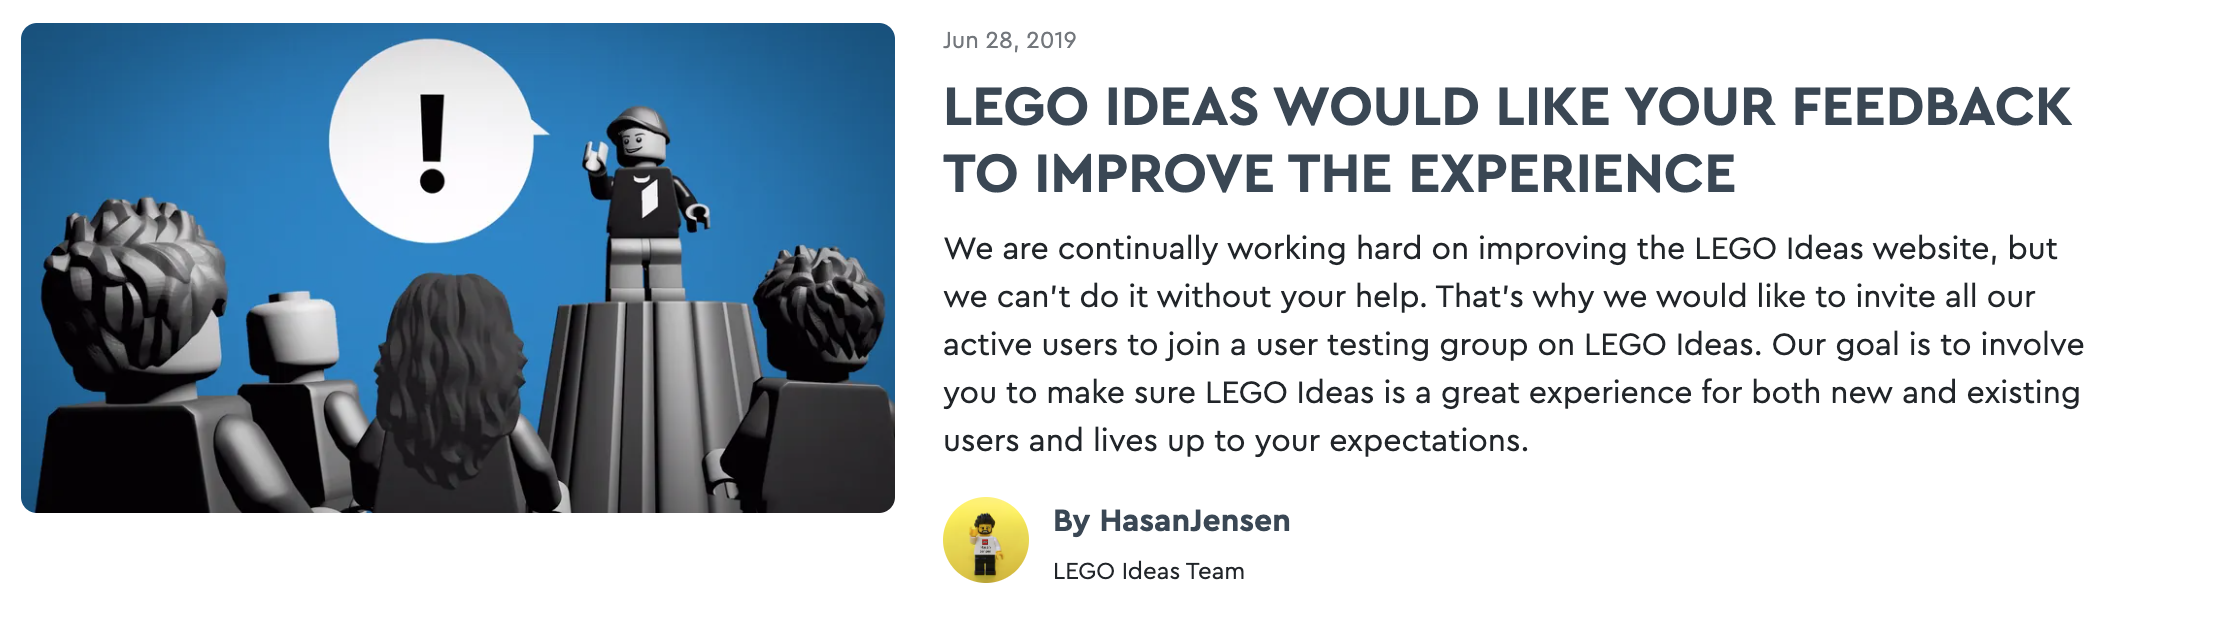 !
Jun 28, 2019
LEGO IDEAS WOULD LIKE YOUR FEEDBACK
TO IMPROVE THE EXPERIENCE
We are continually working hard on improving the LEGO Ideas website, but
we can't do it without your help. That's why we would like to invite all our
active users to join a user testing group on LEGO Ideas. Our goal is to involve
you to make sure LEGO Ideas is a great experience for both new and existing
users and lives up to your expectations.
By HasanJensen
LEGO Ideas Team